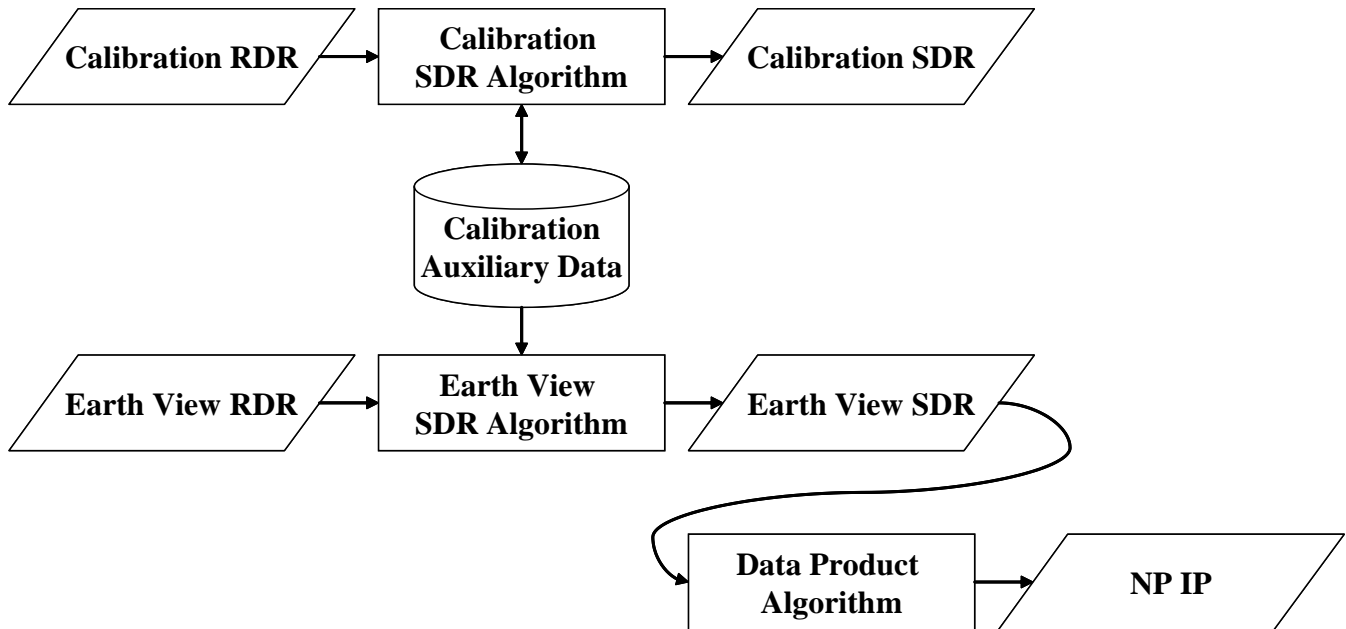 Calibration RDR
Calibration
SDR Algorithm
Calibration SDR
Calibration
Auxiliary Data
Earth View RDR
Earth View
SDR Algorithm
Earth View SDR
Data Product
Algorithm
NP IP